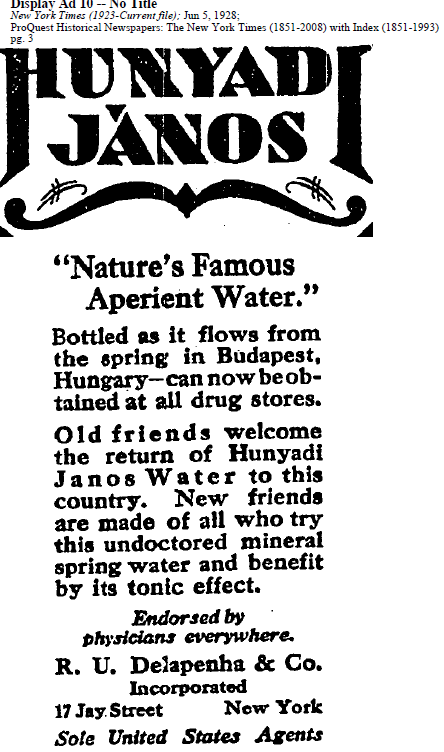 Display Ad 10 -- No Title
New York Times (1923-Current file); Jun 5, 1928;
ProQuest Historical Newspapers: The New York Times (1851-2008) with Index (1851-1993)
pg. 3
HUNYADI
JÁNOS
"Nature's Famous
Aperient Water."
Bottled as it flows from
the spring in Budapest,
Hungary—can now be ob-
tained at all drug stores.
Old friends welcome
the return of Hunyadi
Janos Water to this
country. New friends
are made of all who try
this undoctored mineral
spring water and benefit
by its tonic effect.
Endorsed by
physicians everywhere.
R. U. Delapenha & Co.
Incorporated
17 Jay Street New York
Sole United States Agents